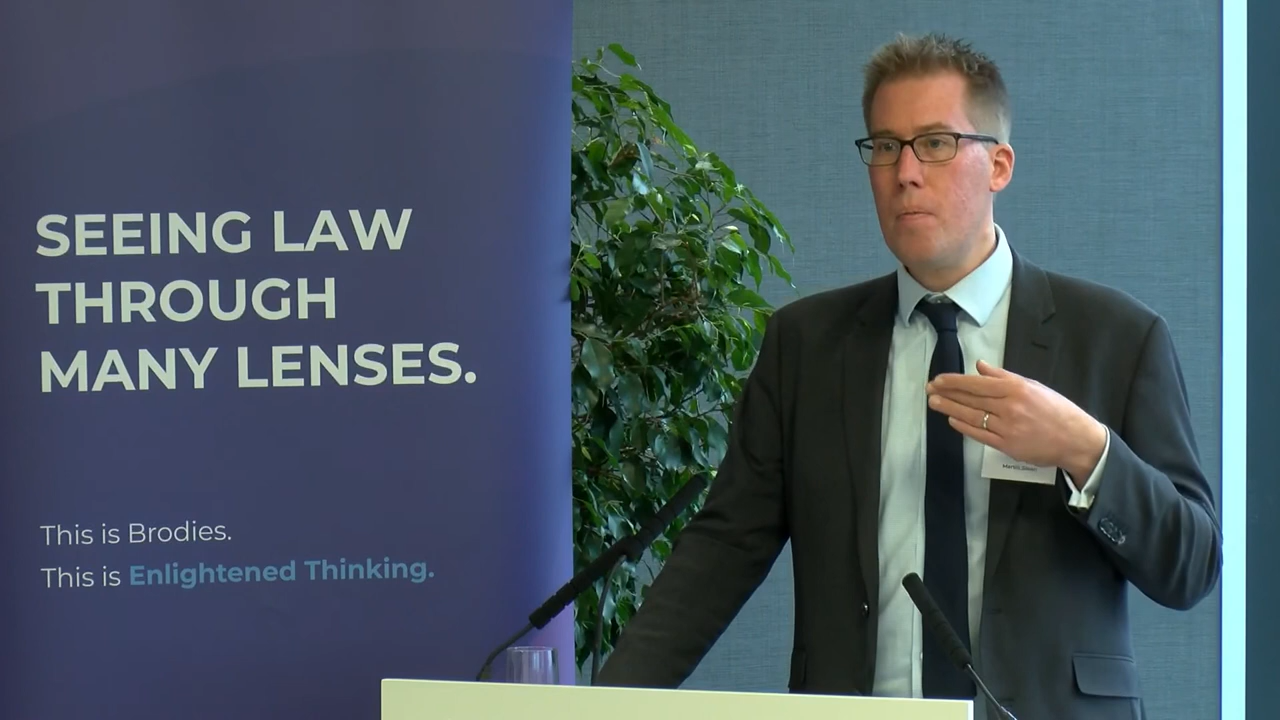 SEEING LAW
THROUGH
MANY LENSES.
This is Brodies.
This is Enlightened Thinking.